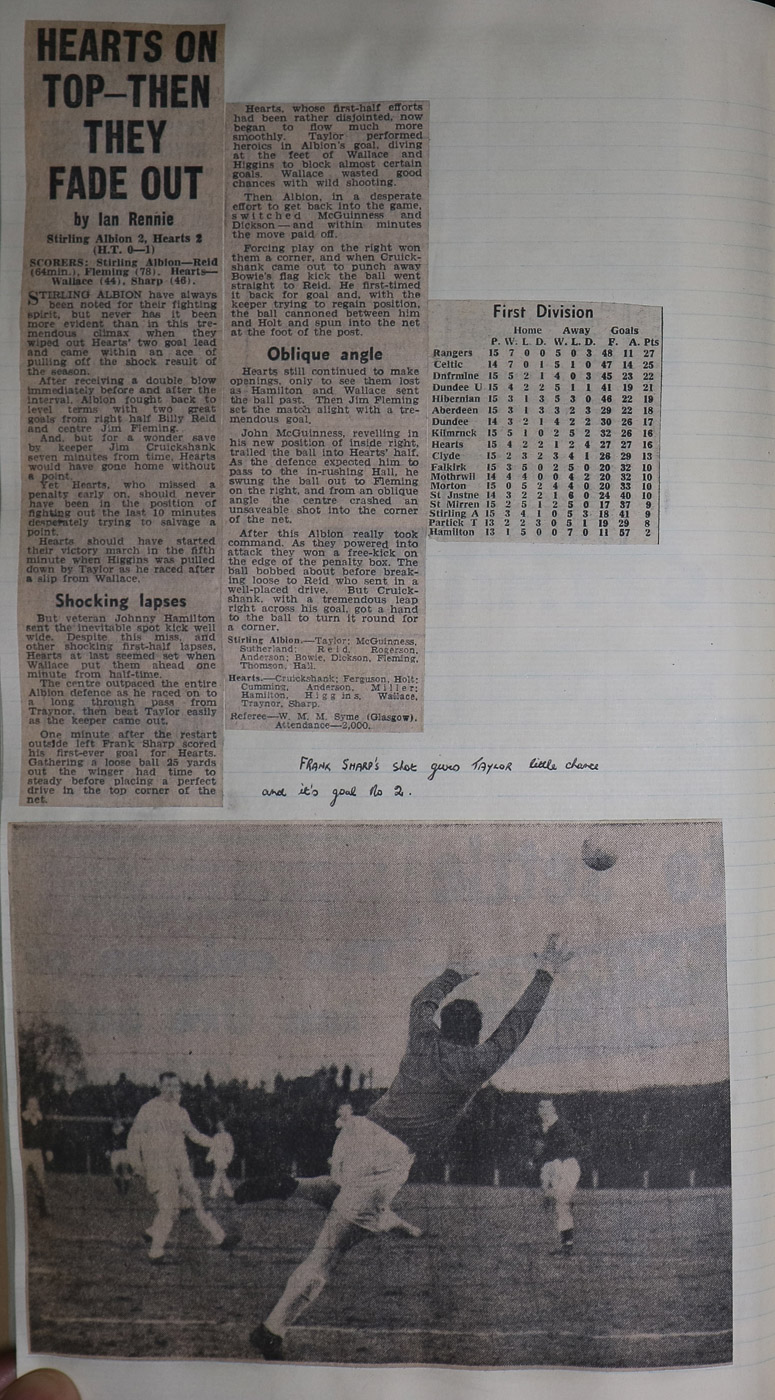 HEARTS ON
TOP—THEN
THEY
FADE OUT
by Ian Rennie
Stirling Albion 2, Hearts 2
(H.T. 0—1)
SCORERS: Stirling Albion—Reid
(64min.), Fleming (78). Hearts—
Wallace (44), Sharp (46).
STIRLING ALBION have always
been noted for their fighting
spirit, but never has it been
more evident than in this tre-
mendous climax when they
wiped out Hearts' two goal lead
and came within an ace of
pulling off the shock result of
the season.
After receiving a double blow
immediately before and after the
interval, Albion fought back to
level terms with two great
goals from right half Billy Reid
and centre Jim Fleming.
And, but for a wonder save
by keeper Jim Cruickshank
seven minutes from time, Hearts
would have gone home without
a point.
Yet Hearts, who missed a
penalty early on, should never
have been in the position of
fighting out the last 10 minutes
desperately trying to salvage a
point.
Hearts should have started
their victory march in the fifth
minute when Higgins was pulled
down by Taylor as he raced after
a slip from Wallace.
Shocking lapses
But veteran Johnny Hamilton
sent the inevitable spot kick well
wide. Despite this miss, and
other shocking first-half lapses,
Hearts at last seemed set when
Wallace put them ahead one
minute from half-time.
The centre outpaced the entire
Albion defence as he raced on to
a long through pass from
Traynor, then beat Taylor easily
as the keeper came out.
One minute after the restart
outside left Frank Sharp scored
his first-ever goal for Hearts.
Gathering a loose ball 25 yards
out the winger had time to
steady before placing a perfect
drive in the top corner of the
net.
Hearts, whose first-half efforts
had been rather disjointed, now
began to flow much more
smoothly. Taylor performed
heroics in Albion's goal, diving
at the feet of Wallace and
Higgins to block almost certain
goals. Wallace wasted good
chances with wild shooting.
Then Albion, in a desperate
effort to get back into the game,
switched McGuinness and
Dickson—and within minutes
the move paid off.
Forcing play on the right won
them a corner, and when Cruick-
shank came out to punch away
Bowie's flag kick the ball went
straight to Reid. He first-timed
it back for goal and, with the
keeper trying to regain position,
the ball cannoned between him
and Holt and spun into the net
at the foot of the post.
Oblique angle
Hearts still continued to make
openings, only to see them lost
as Hamilton and Wallace sent
the ball past. Then Jim Fleming
set the match alight with a tre-
mendous goal.
John McGuinness, revelling in
his new position of inside right,
trailed the ball into Hearts' half.
As the defence expected him to
pass to the in-rushing Hall, he
swung the ball out to Fleming
on the right, and from an oblique
angle the centre crashed an
unsaveable shot into the corner
of the net.
After this Albion really took
command. As they powered into
attack they won a free-kick on
the edge of the penalty box. The
ball bobbed about before break-
ing loose to Reid who sent in a
well-placed drive. But Cruick-
shank, with a tremendous leap
right across his goal, got a hand
to the ball to turn it round for
a corner.
Stirling Albion.—Taylor; McGuinness,
Sutherland; Reid, Rogerson,
Anderson; Bowie, Dickson, Fleming,
Thomson, Hall.
Hearts.—Cruickshank; Ferguson, Holt;
Cumming, Anderson, Miller;
Hamilton, Higgins, Wallace,
Traynor, Sharp.
Referee—W. M. M. Syme (Glasgow).
Attendance—2,000.
First Division
Home Away Goals
P. W. L. D. W. L. D. F. A. Pts
Rangers 15 7 0 0 5 0 3 48 11 27
Celtic 14 7 0 1 5 1 0 47 14 25
Dnfrmlne 15 5 2 1 4 0 3 45 23 22
Dundee U 15 4 2 2 5 1 1 41 19 21
Hibernian 15 3 1 3 5 3 0 46 22 19
Aberdeen 15 3 1 3 3 2 3 29 22 18
Dundee 14 3 2 1 4 2 2 30 26 17
Kilmrnck 15 5 1 0 2 5 2 32 26 16
Hearts 15 4 2 2 1 2 4 27 27 16
Clyde 15 2 3 2 3 4 1 26 29 13
Falkirk 15 3 5 0 2 5 0 20 32 10
Mothrwll 14 4 4 0 0 4 2 20 32 10
Morton 15 0 5 2 4 4 0 20 33 10
St Jnstne 14 3 2 2 1 6 0 24 40 10
St Mirren 15 2 5 1 2 5 0 17 37 9
Stirling A 15 3 4 1 0 5 3 18 41 9
Partick T 13 2 2 3 0 5 1 19 29 8
Hamilton 13 1 5 0 0 7 0 11 57 2
FRANK SHARP'S shot gives TAYLOR little chance
and it's goal No 2.